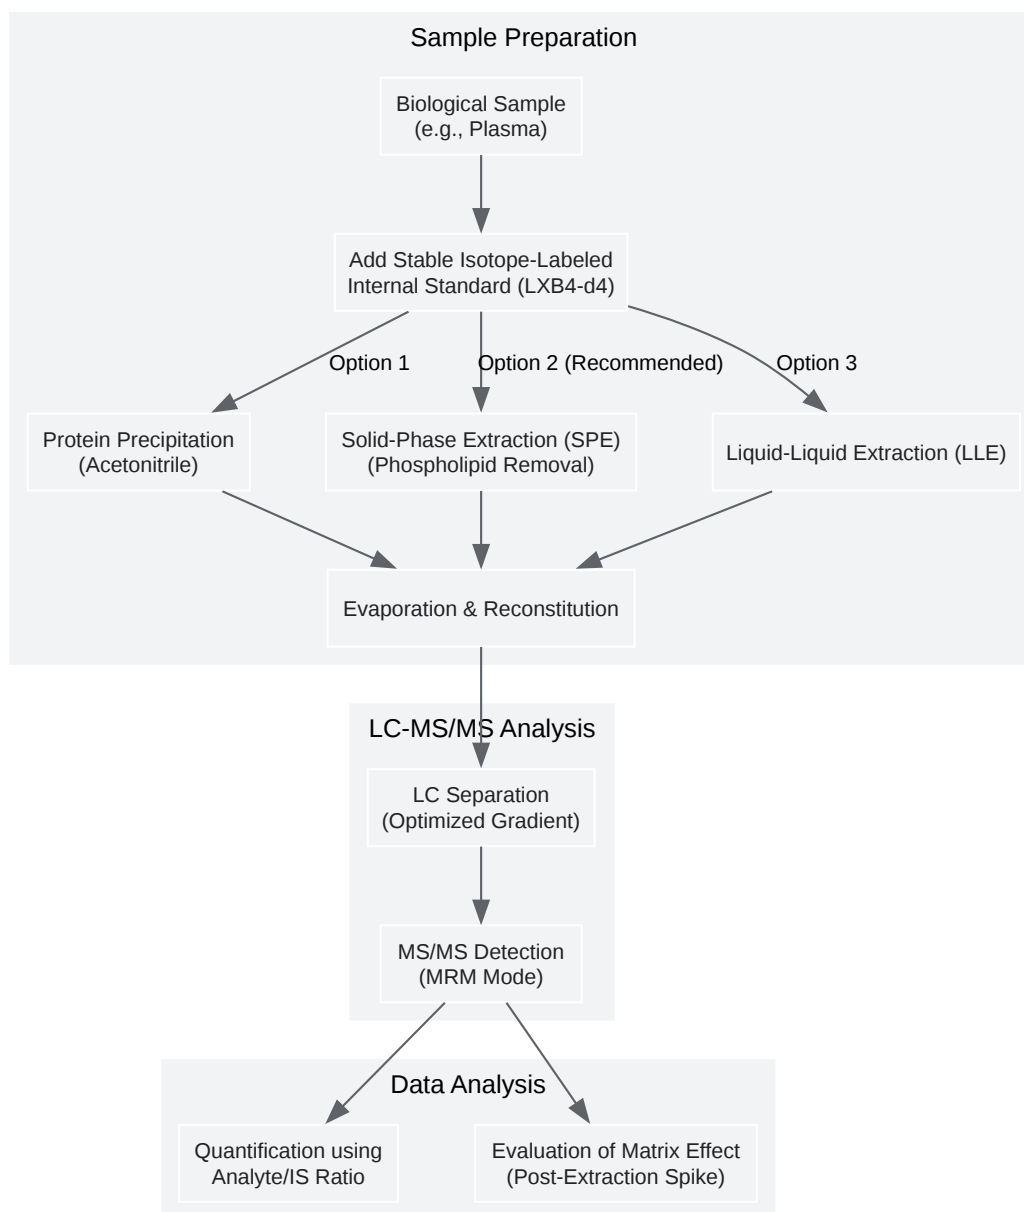 Sample Preparation
Biological Sample
(e.g., Plasma)
Add Stable Isotope-Labeled
Internal Standard (LXB4-d4)
Option 1
Option 2 (Recommended)
Option 3
Protein Precipitation
(Acetonitrile)
Solid-Phase Extraction (SPE)
(Phospholipid Removal)
Liquid-Liquid Extraction (LLE)
Evaporation & Reconstitution
LC-MS/MS Analysis
LC Separation
(Optimized Gradient)
MS/MS Detection
(MRM Mode)
Data Analysis
Quantification using
Analyte/IS Ratio
Evaluation of Matrix Effect
(Post-Extraction Spike)